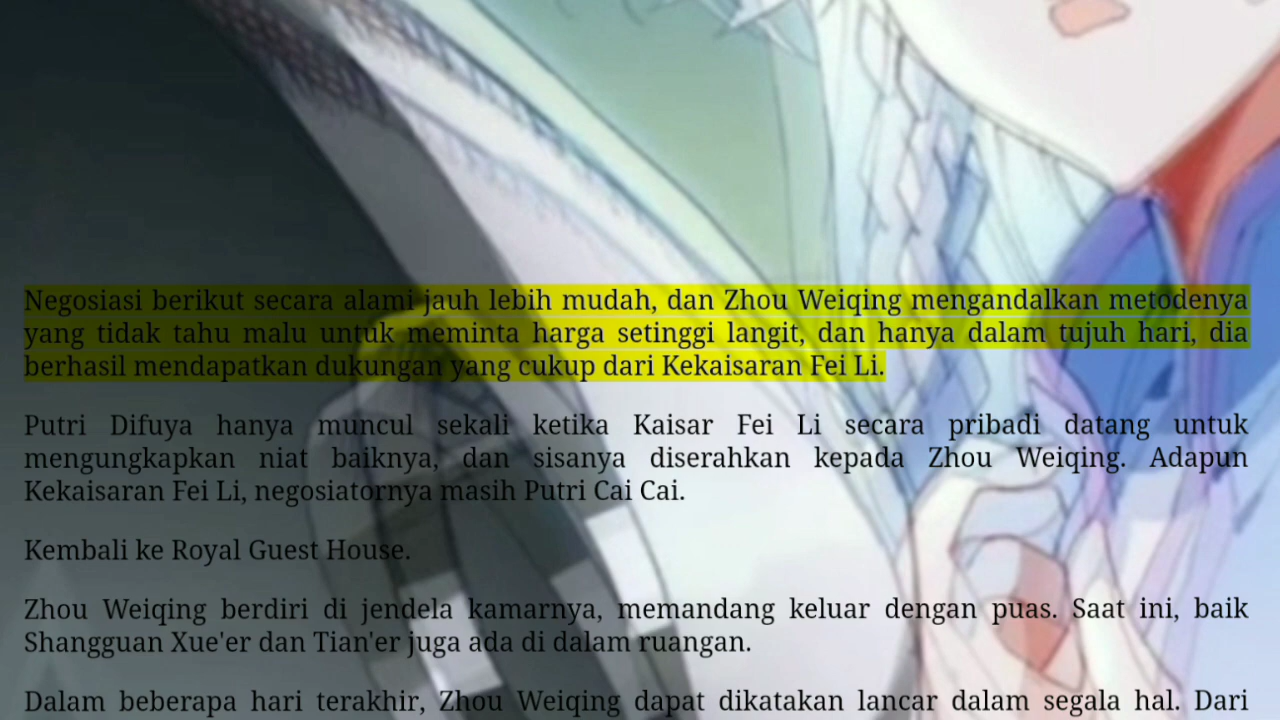 Negosiasi berikut secara alami jauh lebih mudah, dan Zhou Weiqing mengandalkan metodenya
yang tidak tahu malu untuk meminta harga setinggi langit, dan hanya dalam tujuh hari, dia
berhasil mendapatkan dukungan yang cukup dari Kekaisaran Fei Li.
Putri Difuya hanya muncul sekali ketika Kaisar Fei Li secara pribadi datang untuk
mengungkapkan niat baiknya, dan sisanya diserahkan kepada Zhou Weiqing. Adapun
Kekaisaran Fei Li, negosiatornya masih Putri Cai Cai.
Kembali ke Royal Guest House.
Zhou Weiqing berdiri di jendela kamarnya, memandang keluar dengan puas. Saat ini, baik
Shangguan Xue'er dan Tian'er juga ada di dalam ruangan.
Dalam beberapa hari terakhir, Zhou Weiqing dapat dikatakan lancar dalam segala hal. Dari